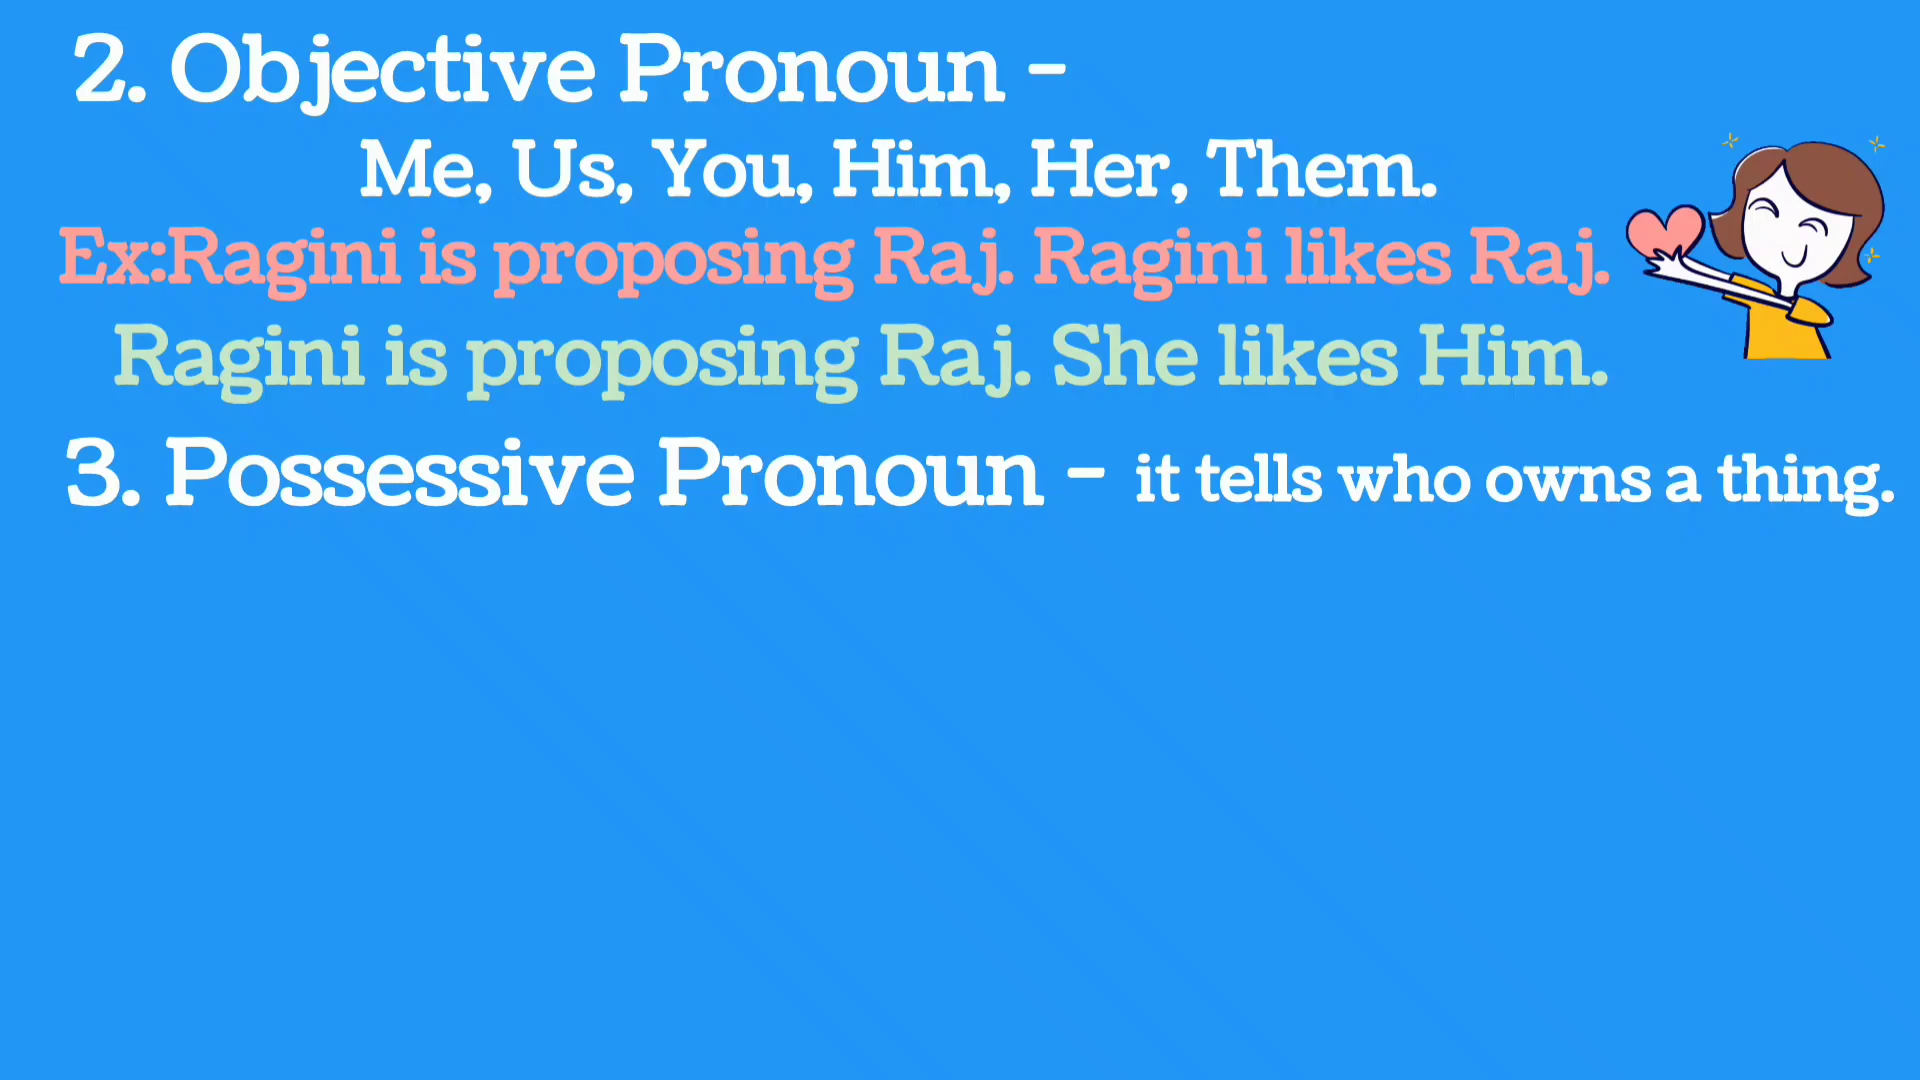 2. Objective Pronoun -
Me, Us, You, Him, Her, Them.
Ex:Ragini is proposing Raj. Ragini likes Raj.
Ragini is proposing Raj. She likes Him.
3. Possessive Pronoun - it tells who owns a thing.